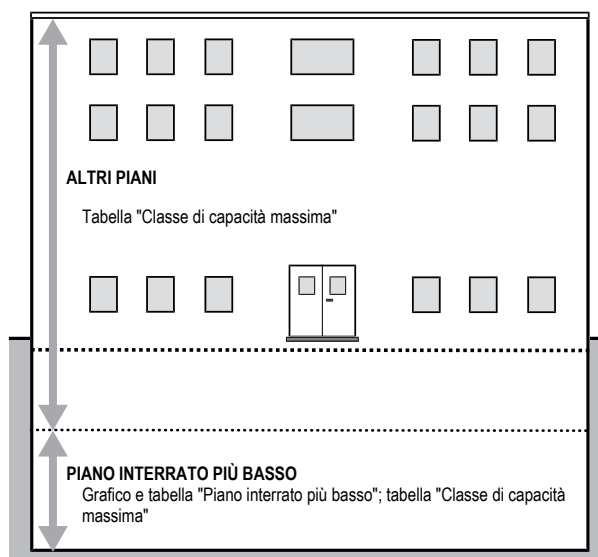 ALTRI PIANI
Tabella "Classe di capacità massima"
PIANO INTERRATO PIÙ BASSO
Grafico e tabella "Piano interrato più basso"; tabella "Classe di capacità
massima"